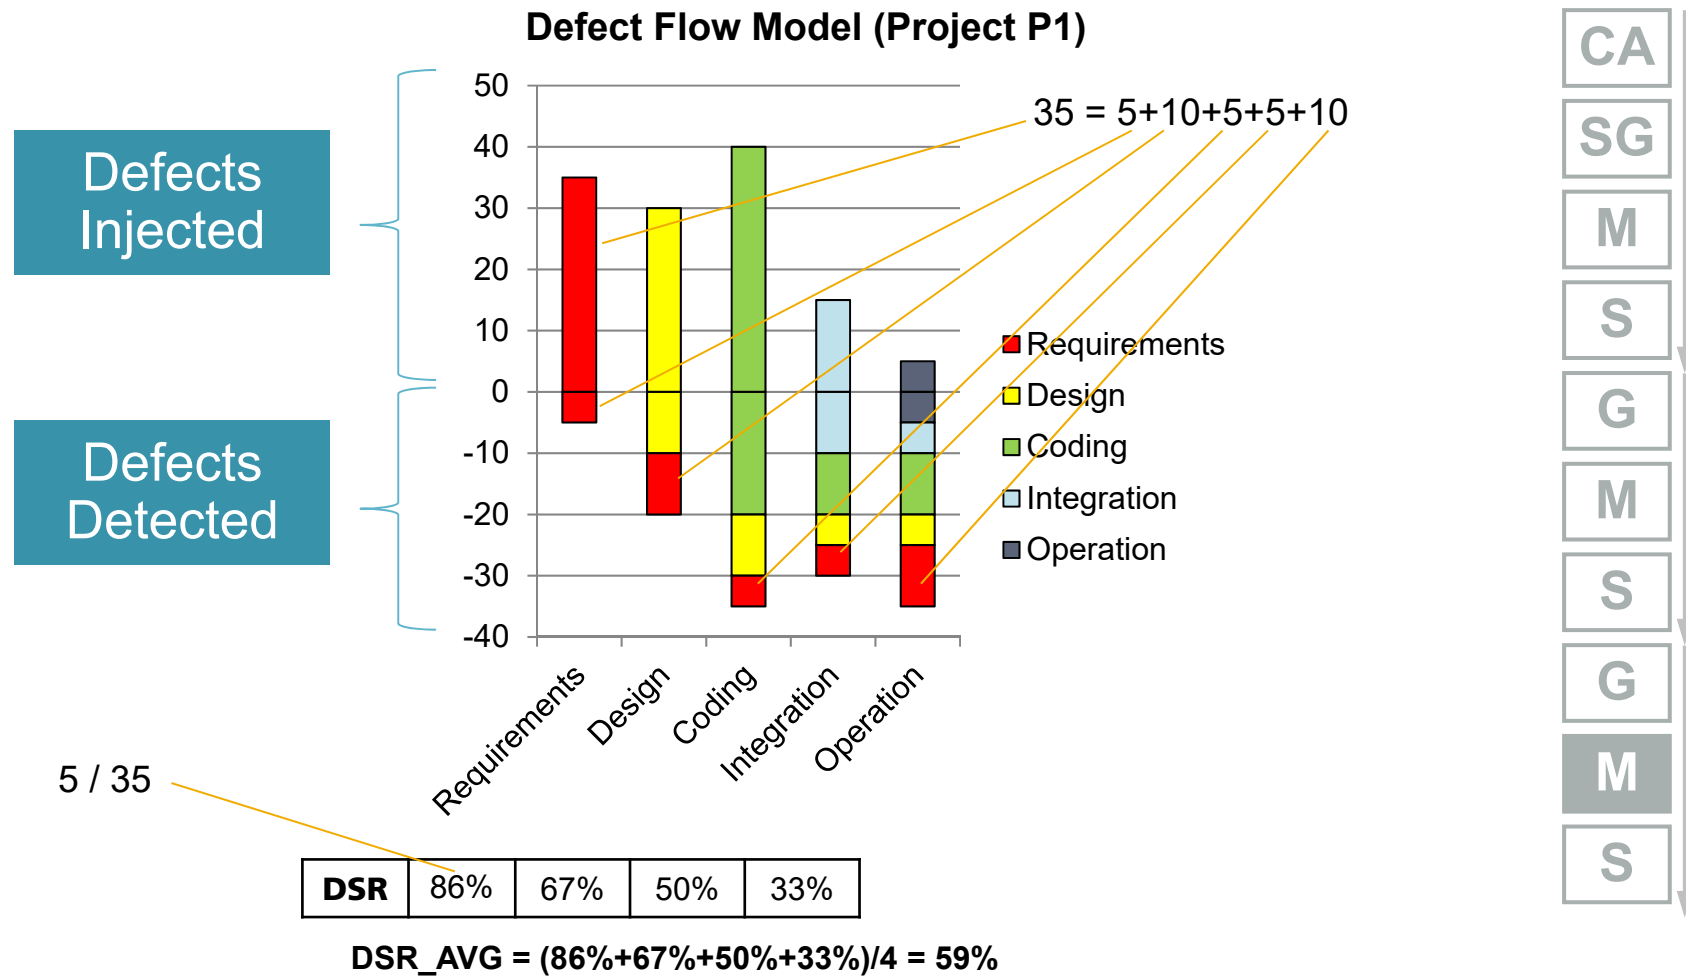 Defect Flow Model (Project P1)
Defects
Injected
Defects
Detected
50
40
30
20
10
0
-10
-20
-30
-40
35 = 5+10+5+5+10
Requirements
Design
Coding
Integration
Operation
Requirements
Design
Coding
Integration
Operation
5 / 35
DSR 86% 67% 50% 33%
DSR_AVG = (86%+67%+50%+33%)/4 = 59%
CA
SG
M
S
G
M
S
G
M
S